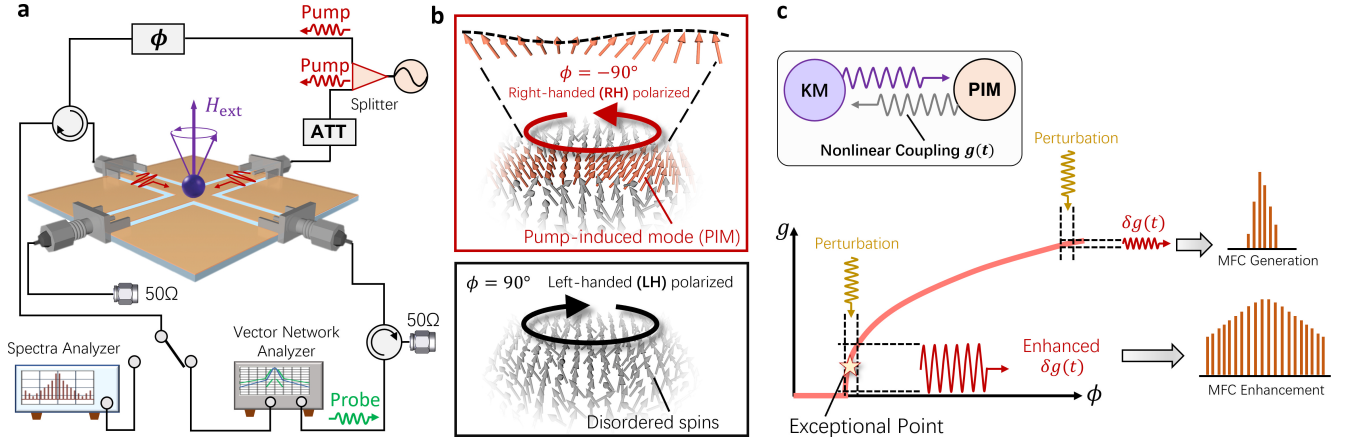 a
Pump
ϕ
Pump
Splitter
H_ext
ATT
50Ω
50Ω
Spectra Analyzer
Vector Network
Analyzer
Probe
b
ϕ = −90°
Right-handed (RH) polarized
Pump-induced mode (PIM)
ϕ = 90° Left-handed (LH) polarized
Disordered spins
c
KM
PIM
Nonlinear Coupling g(t)
Perturbation
g
Perturbation
δg(t)
MFC Generation
Enhanced
δg(t)
MFC Enhancement
ϕ
Exceptional Point